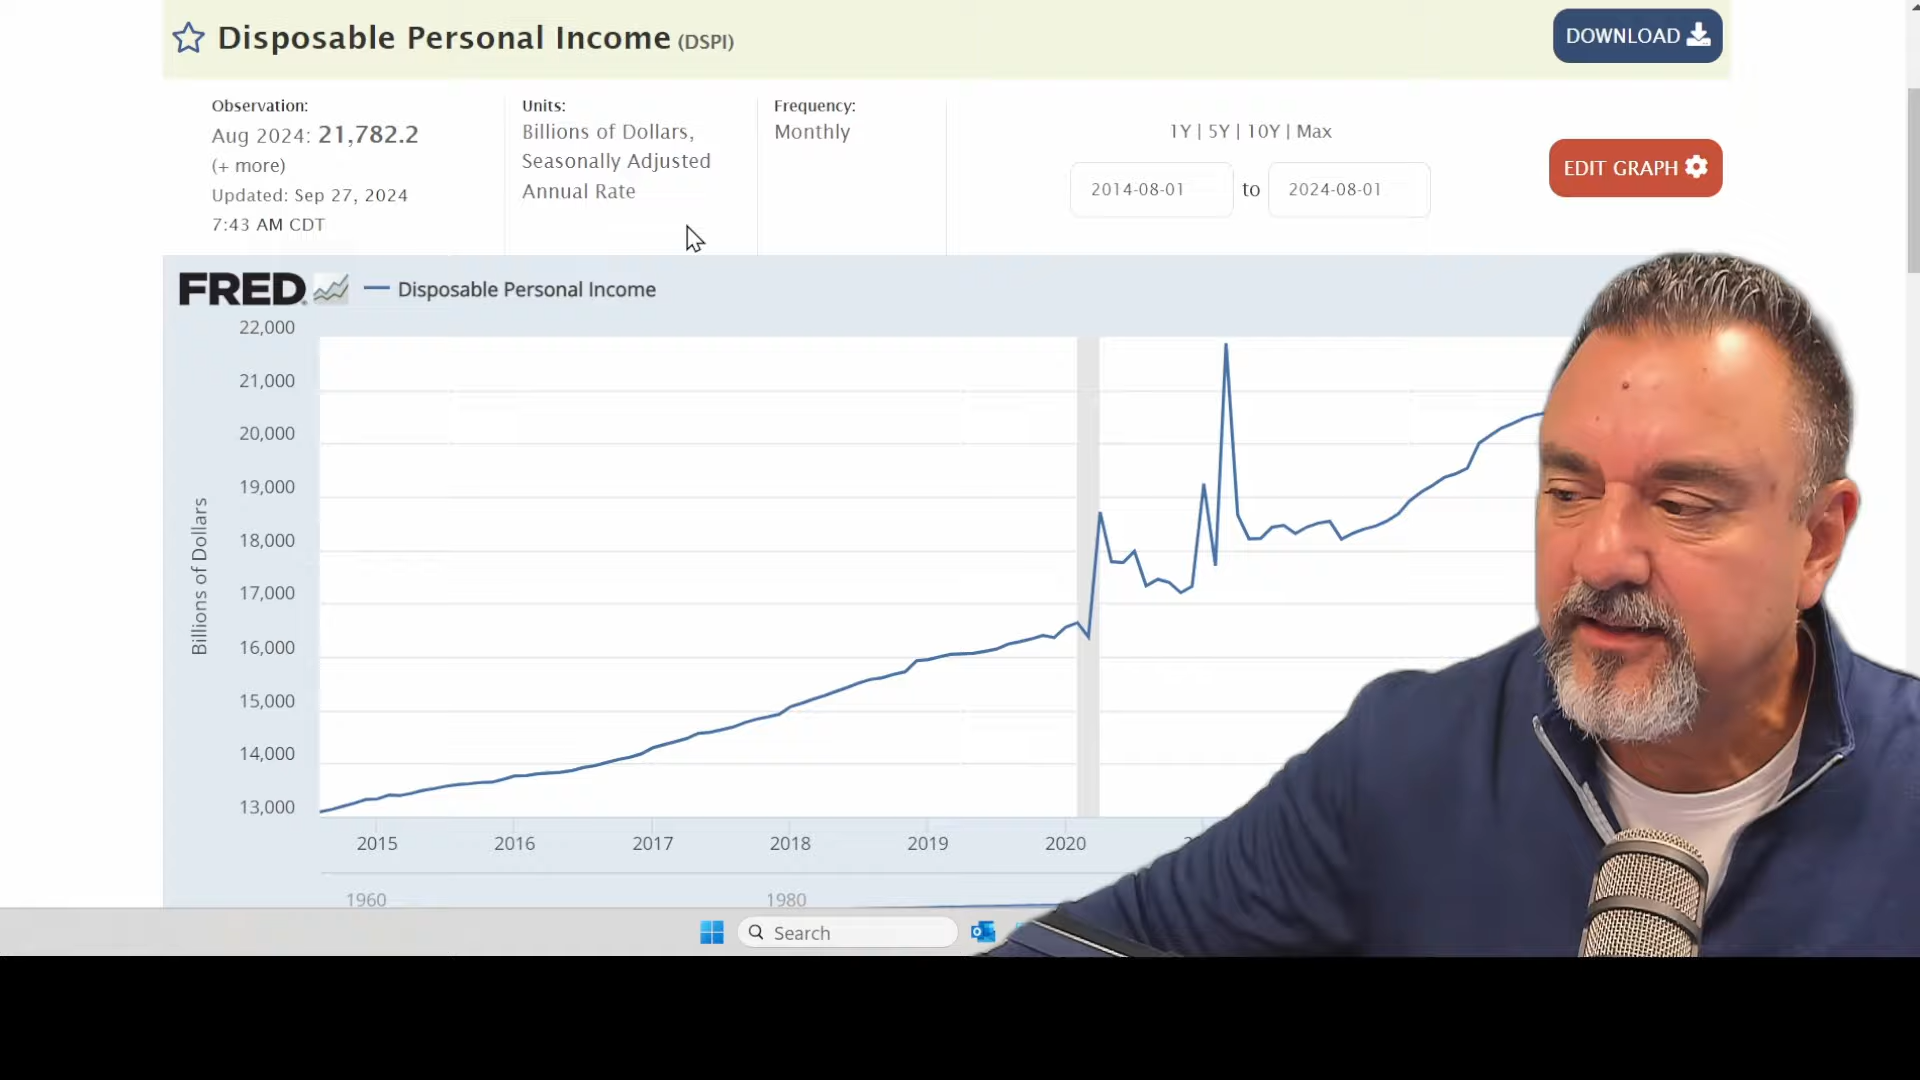 Disposable Personal Income (DSPI)
DOWNLOAD
Observation:
Aug 2024: 21,782.2
(+ more)
Updated: Sep 27, 2024
7:43 AM CDT
Units:
Billions of Dollars,
Seasonally Adjusted
Annual Rate
Frequency:
Monthly
1Y | 5Y | 10Y | Max
2014-08-01 to 2024-08-01
EDIT GRAPH
FRED
Disposable Personal Income
22,000
21,000
20,000
19,000
18,000
17,000
16,000
15,000
14,000
13,000
Billions of Dollars
2015 2016 2017 2018 2019 2020
1960 1980
Search